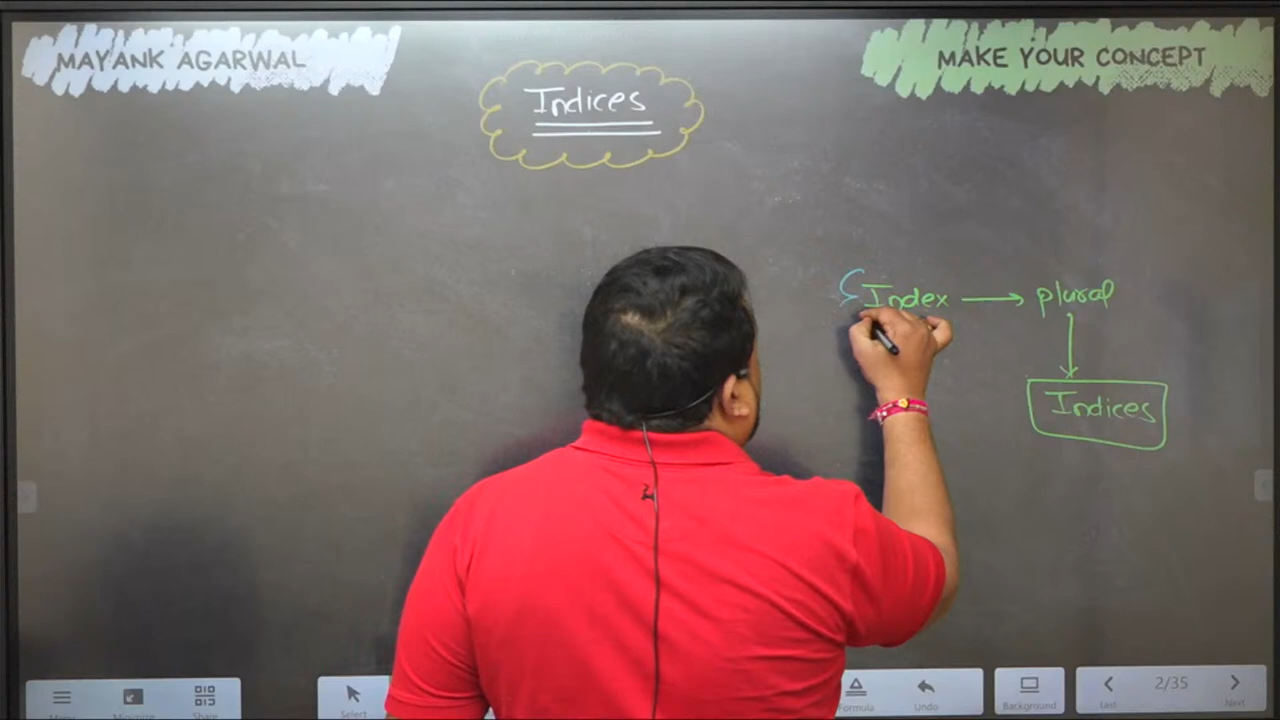 MAYANK AGARWAL
MAKE YOUR CONCEPT
Indices
Index → plural
Indices
Menu
Minimize
Share
Select
Formula
Undo
Background
Last
2/35
Next